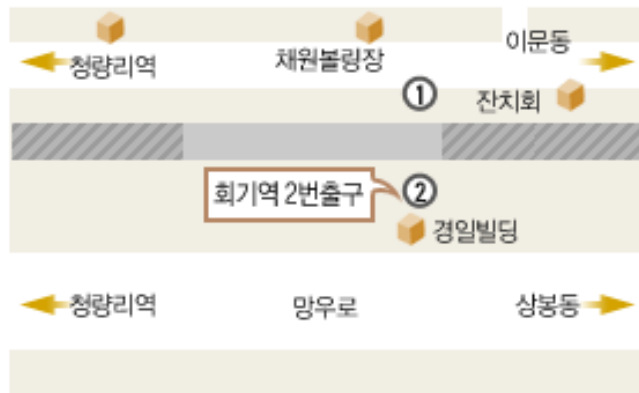 이문동
청량리역
채원볼링장
①
잔치회
회기역 2번출구
②
경일빌딩
청량리역
망우로
상봉동